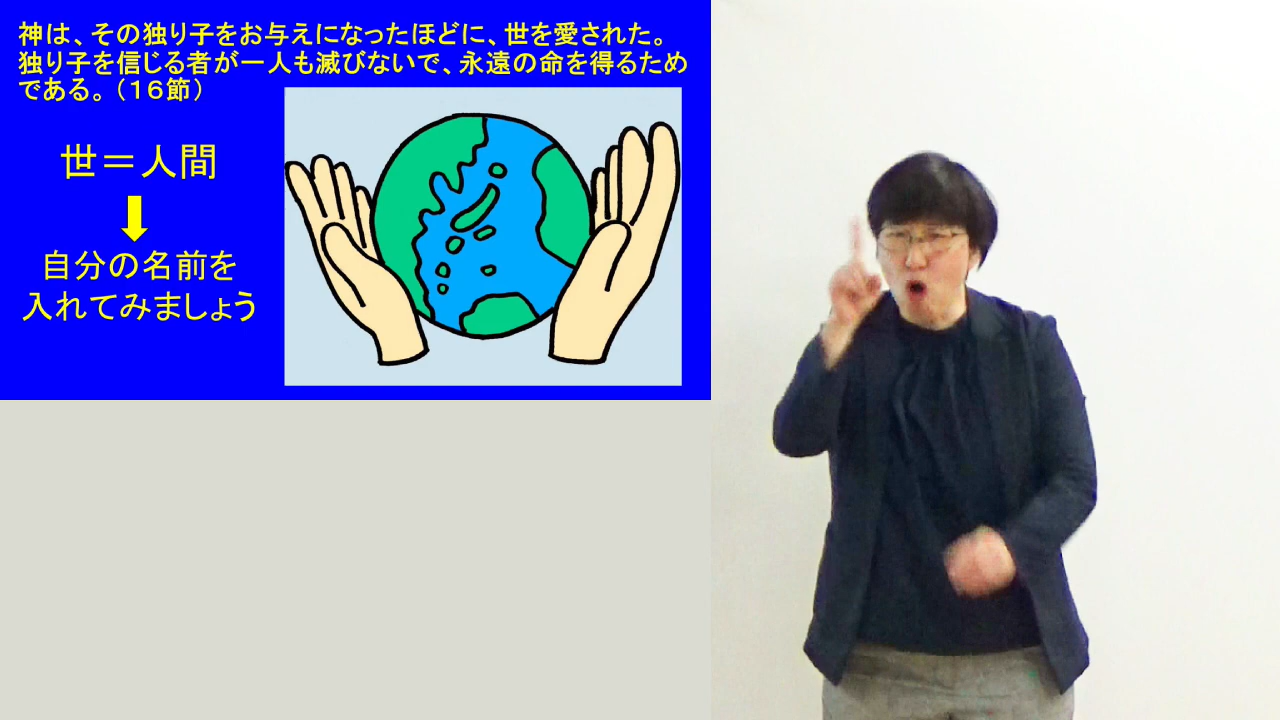 神は、その独り子をお与えになったほどに、世を愛された。
独り子を信じる者が一人も滅びないで、永遠の命を得るため
である。（１６節）
世＝人間
自分の名前を
入れてみましょう